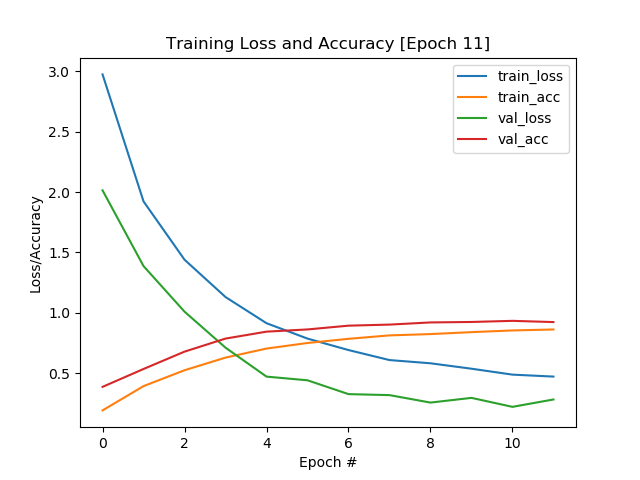 Training Loss and Accuracy [Epoch 11]
train_loss
train_acc
val_loss
val_acc
Loss/Accuracy
3.0
2.5
2.0
1.5
1.0
0.5
0 2 4 6 8 10
Epoch #